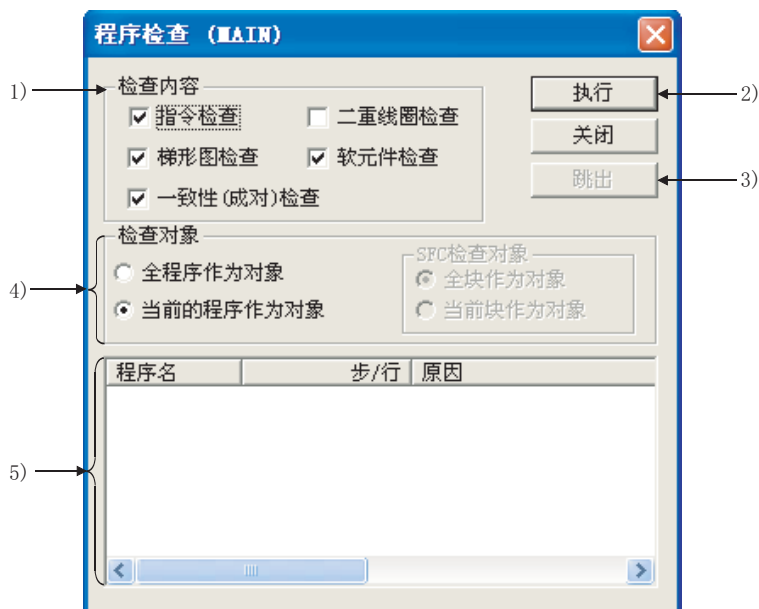 程序检查 (MAIN)
1)
检查内容
指令检查
二重线圈检查
梯形图检查
软元件检查
一致性(成对)检查
执行
2)
关闭
跳出
3)
4)
检查对象
全程序作为对象
当前的程序作为对象
SFC检查对象
全块作为对象
当前块作为对象
5)
程序名 步/行 原因